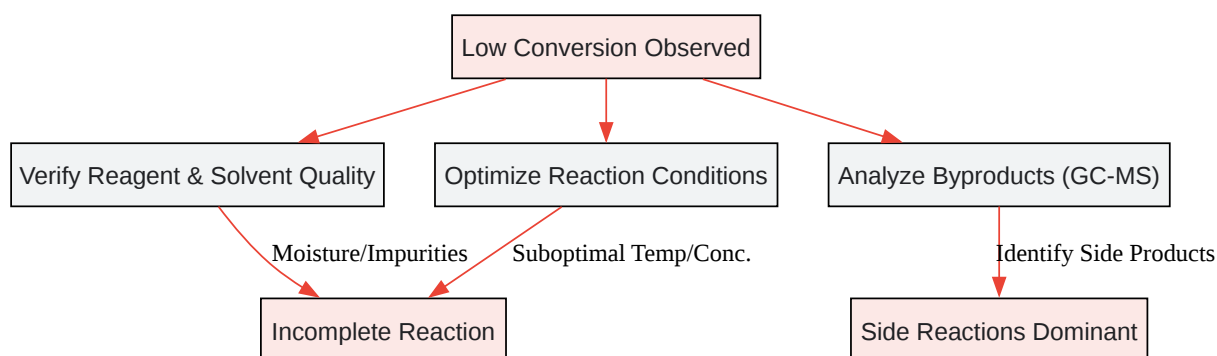 Low Conversion Observed
Verify Reagent & Solvent Quality
Optimize Reaction Conditions
Analyze Byproducts (GC-MS)
Moisture/Impurities
Suboptimal Temp/Conc.
Identify Side Products
Incomplete Reaction
Side Reactions Dominant